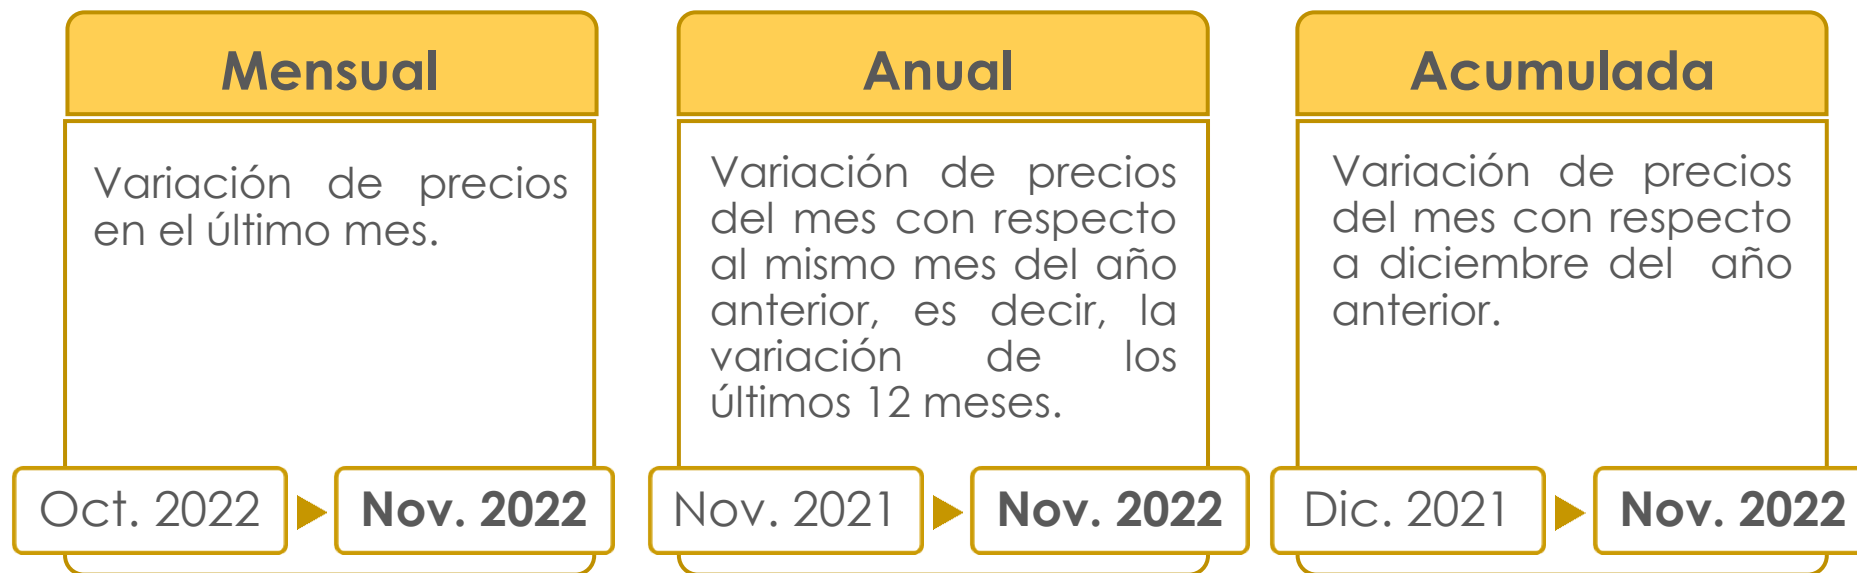 Mensual
Variación de precios
en el último mes.
Oct. 2022
Nov. 2022
Anual
Variación de precios
del mes con respecto
al mismo mes del año
anterior, es decir, la
variación de los
últimos 12 meses.
Nov. 2021
Nov. 2022
Acumulada
Variación de precios
del mes con respecto
a diciembre del año
anterior.
Dic. 2021
Nov. 2022